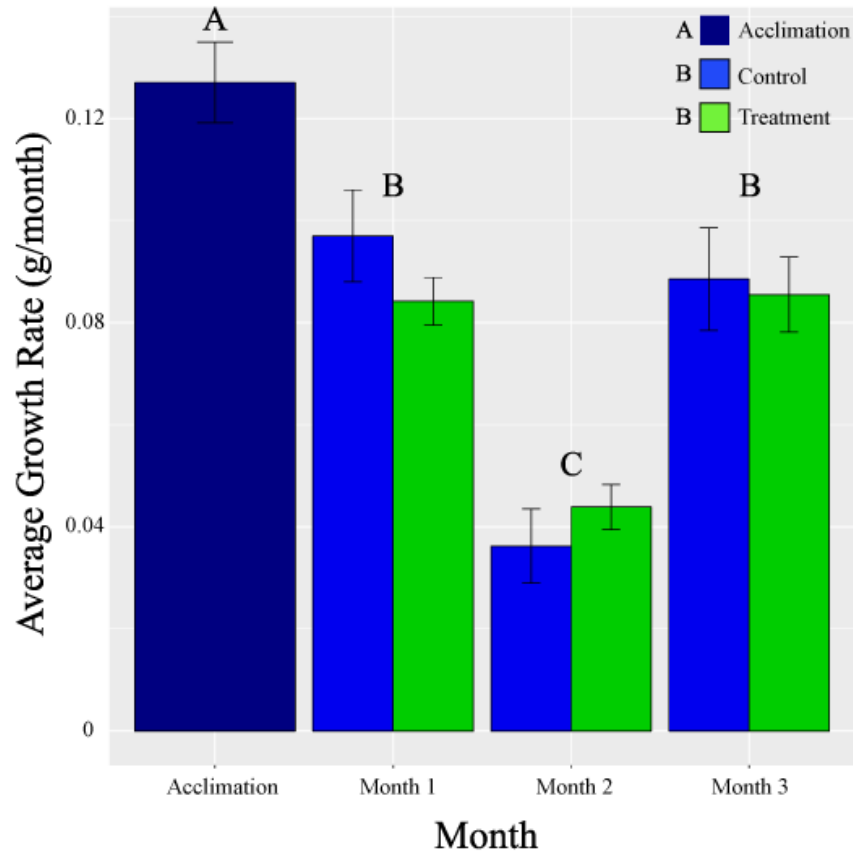 A
A Acclimation
B Control
B Treatment
0.12
B
B
0.08
C
0.04
0
Average Growth Rate (g/month)
Acclimation Month 1 Month 2 Month 3
Month